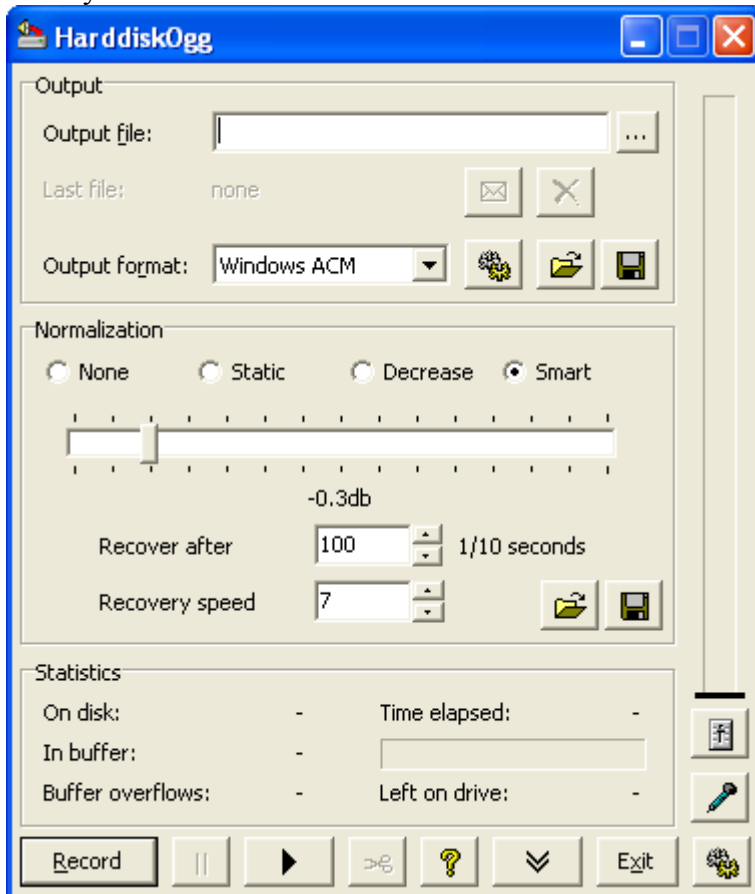 HarddiskOgg
Output
Output file:
...
Last file: none
Output format: Windows ACM
Normalization
None Static Decrease Smart
-0.3db
Recover after 100 1/10 seconds
Recovery speed 7
Statistics
On disk: - Time elapsed: -
In buffer: -
Buffer overflows: - Left on drive: -
Record Exit